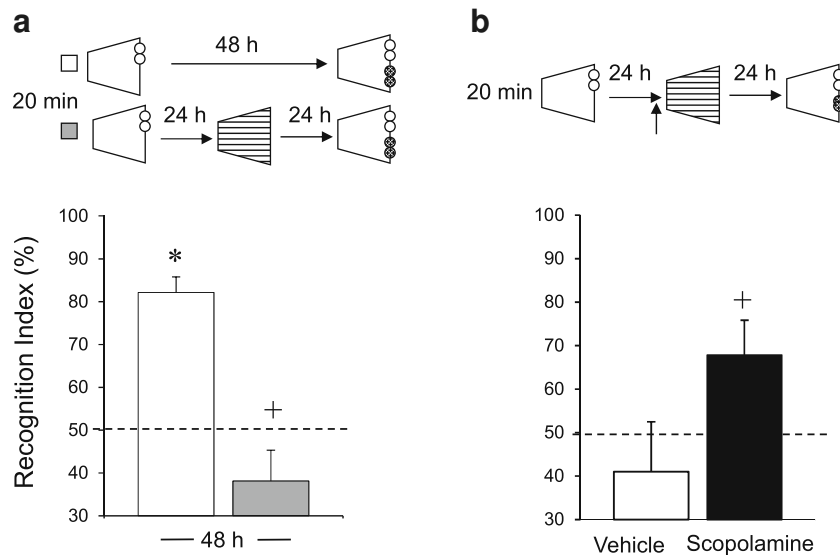 a
48 h
20 min
24 h 24 h
Recognition Index (%)
100
90
80
70
60
50
40
30
*
+
48 h
b
20 min 24 h 24 h
100
90
80
70
60
50
40
30
+
Vehicle Scopolamine